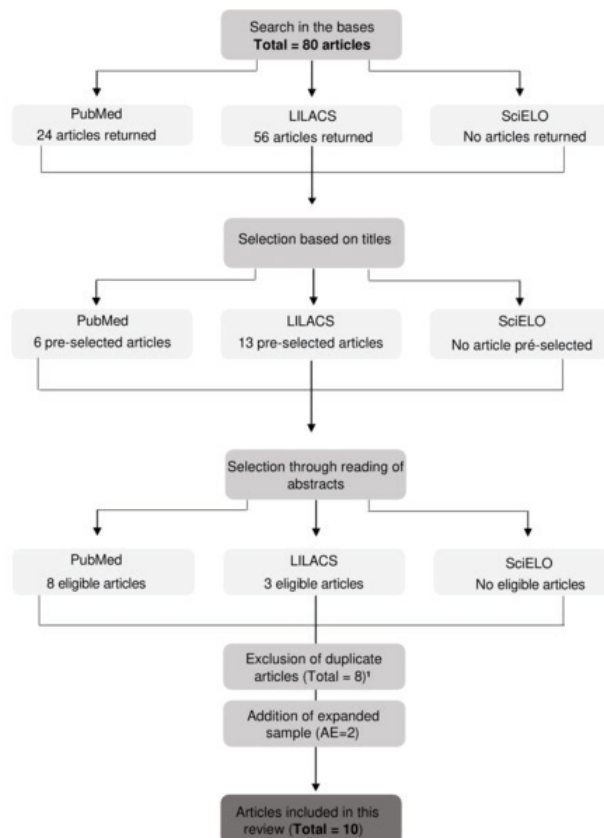 Search in the bases
Total = 80 articles
PubMed
24 articles returned
LILACS
56 articles returned
SciELO
No articles returned
Selection based on titles
PubMed
6 pre-selected articles
LILACS
13 pre-selected articles
SciELO
No article pré-selected
Selection through reading of
abstracts
PubMed
8 eligible articles
LILACS
3 eligible articles
SciELO
No eligible articles
Exclusion of duplicate
articles (Total = 8)¹
Addition of expanded
sample (AE=2)
Articles included in this
review (Total = 10)